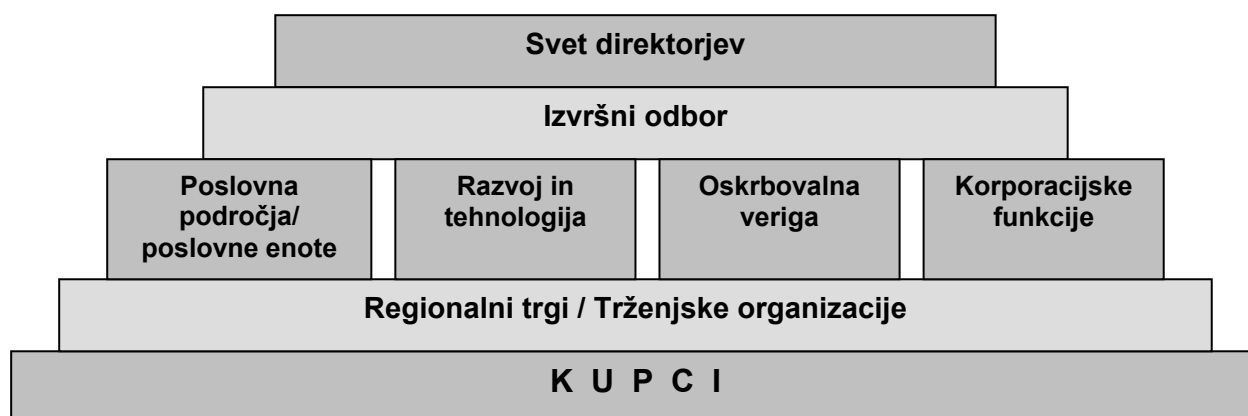 Svet direktorjev
Izvršni odbor
Poslovna
področja/
poslovne enote
Razvoj in
tehnologija
Oskrbovalna
veriga
Korporacijske
funkcije
Regionalni trgi / Trženjske organizacije
K U P C I